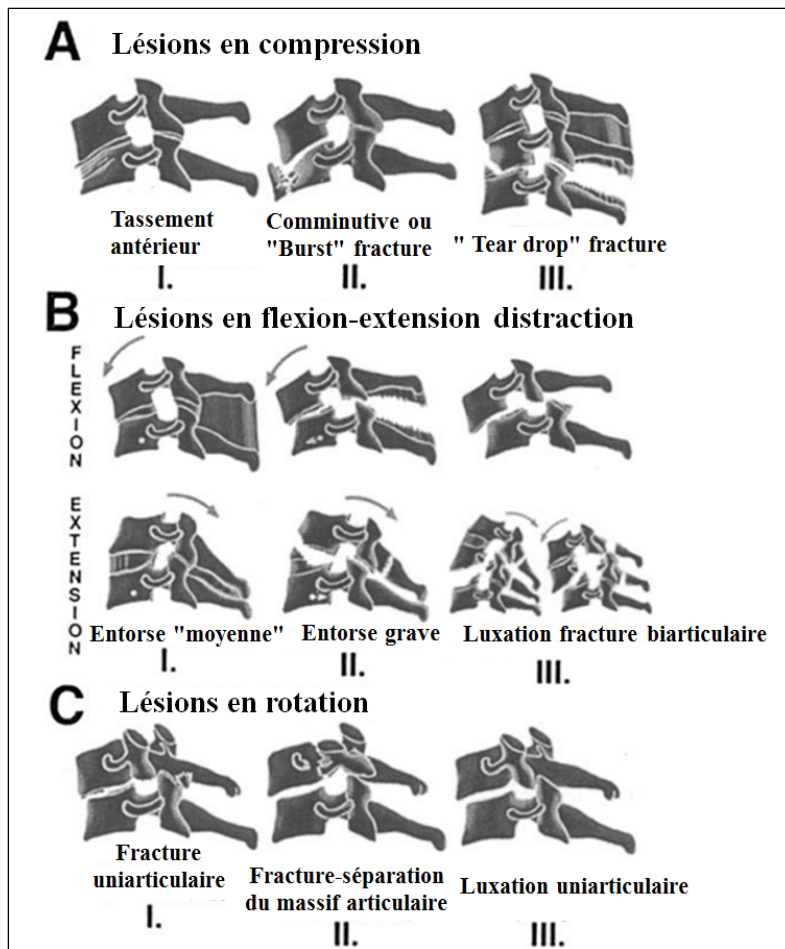 A Lésions en compression
Tassement
antérieur
I.
Comminutive ou
"Burst" fracture
II.
" Tear drop" fracture
III.
B Lésions en flexion-extension distraction
FLEXION
EXTENSION
Entorse "moyenne"
I.
Entorse grave
II.
Luxation fracture biarticulaire
III.
C Lésions en rotation
Fracture
uniarticulaire
I.
Fracture-séparation
du massif articulaire
II.
Luxation uniarticulaire
III.